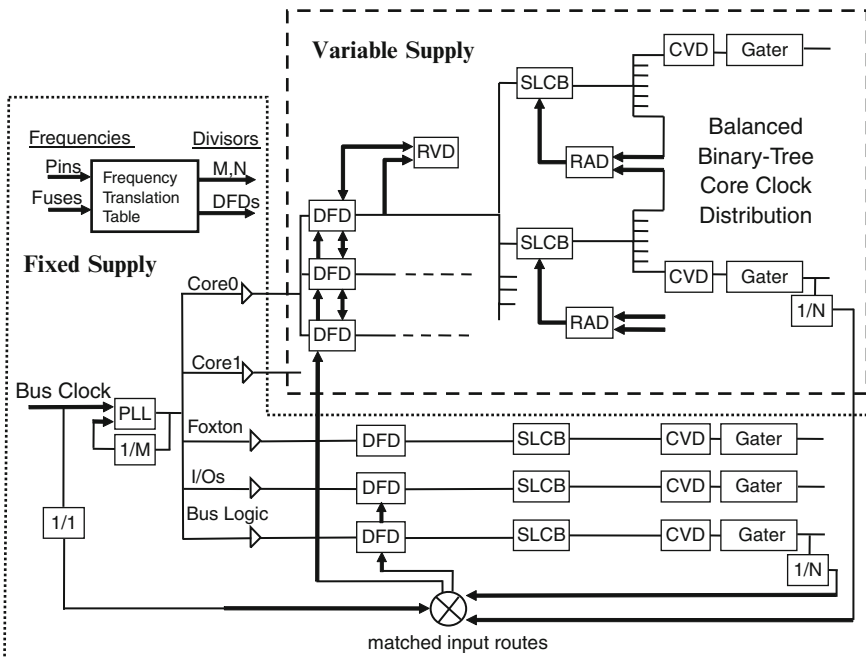 Variable Supply
CVD
Gater
SLCB
Frequencies
Divisors
Pins
Fuses
Frequency
Translation
Table
M,N
DFDs
RVD
RAD
Balanced
Binary-Tree
Core Clock
Distribution
DFD
SLCB
Fixed Supply
DFD
CVD
Gater
Core0
1/N
DFD
RAD
Core1
Bus Clock
PLL
1/M
Foxton
DFD
SLCB
CVD
Gater
I/Os
DFD
SLCB
CVD
Gater
1/1
Bus Logic
DFD
SLCB
CVD
Gater
1/N
matched input routes